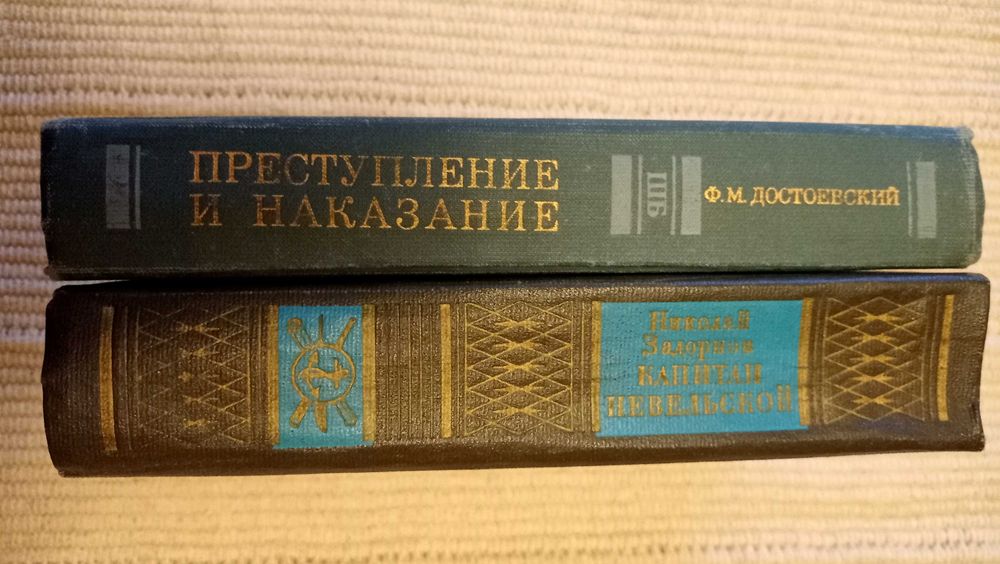 ПРЕСТУПЛЕНИЕ
И НАКАЗАНИЕ
ШБ
Ф.М.ДОСТОЕВСКИЙ
Николай
Задорнов
КАПИТАН
НЕВЕЛЬСКОЙ